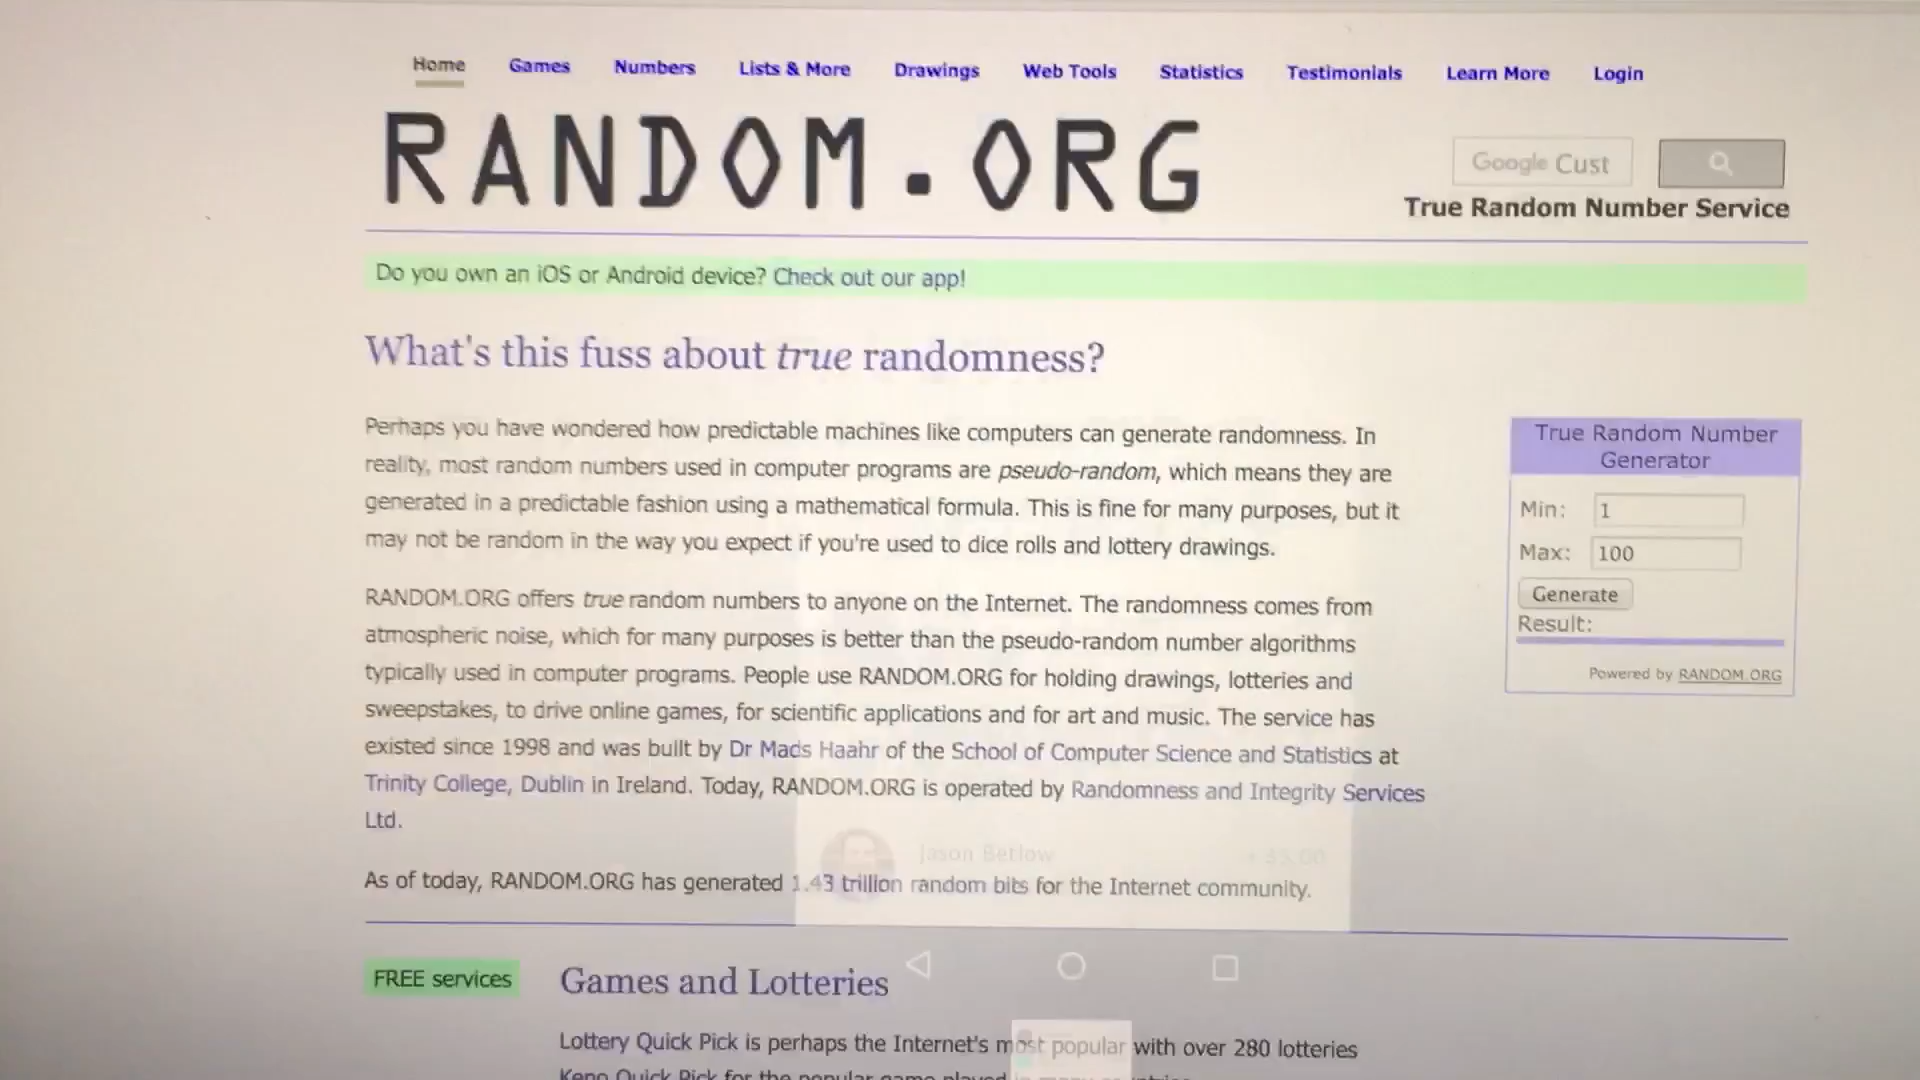 Home Games Numbers Lists & More Drawings Web Tools Statistics Testimonials Learn More Login
RANDOM.ORG
Google Cust
True Random Number Service
Do you own an iOS or Android device? Check out our app!
What's this fuss about true randomness?
Perhaps you have wondered how predictable machines like computers can generate randomness. In
reality, most random numbers used in computer programs are pseudo-random, which means they are
generated in a predictable fashion using a mathematical formula. This is fine for many purposes, but it
may not be random in the way you expect if you're used to dice rolls and lottery drawings.
RANDOM.ORG offers true random numbers to anyone on the Internet. The randomness comes from
atmospheric noise, which for many purposes is better than the pseudo-random number algorithms
typically used in computer programs. People use RANDOM.ORG for holding drawings, lotteries and
sweepstakes, to drive online games, for scientific applications and for art and music. The service has
existed since 1998 and was built by Dr Mads Haahr of the School of Computer Science and Statistics at
Trinity College, Dublin in Ireland. Today, RANDOM.ORG is operated by Randomness and Integrity Services
Ltd.
Jason Betlow
As of today, RANDOM.ORG has generated 1.43 trillion random bits for the Internet community.
True Random Number
Generator
Min: 1
Max: 100
Generate
Result:
Powered by RANDOM.ORG
FREE services
Games and Lotteries
Lottery Quick Pick is perhaps the Internet's most popular with over 280 lotteries
Keno Quick Pick for the popular game played